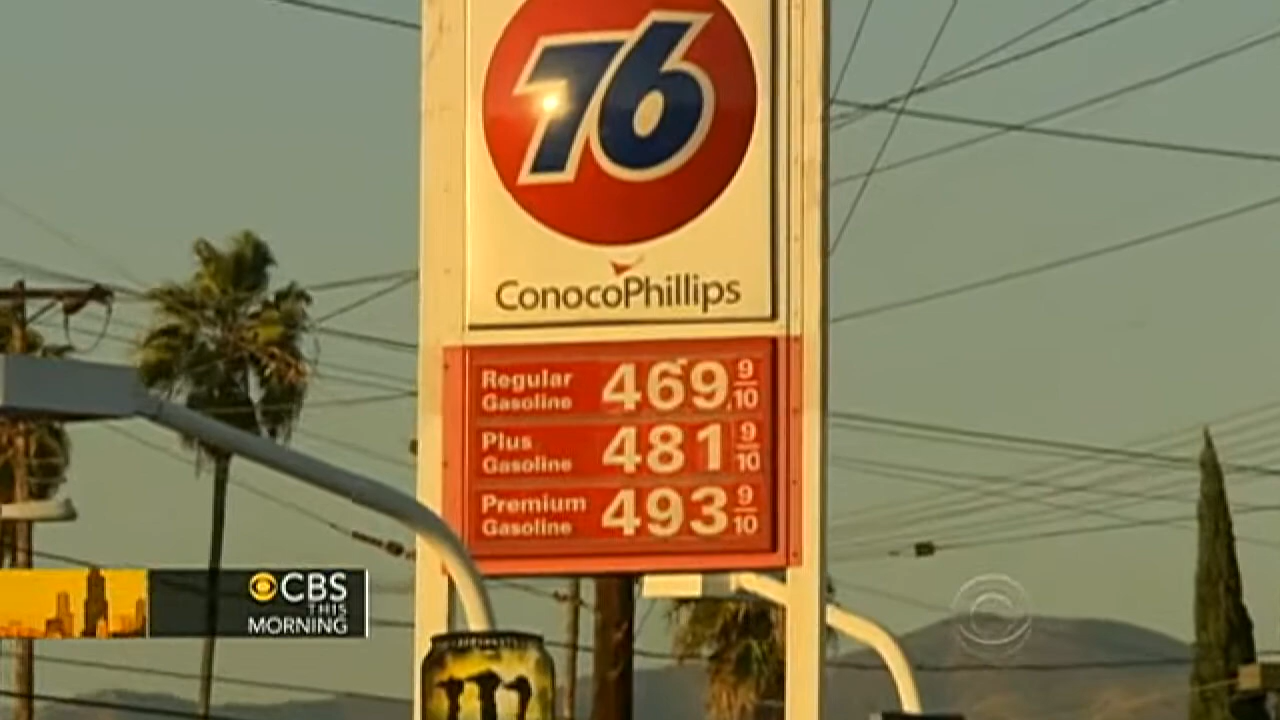 76
ConocoPhillips
Regular
Gasoline
469 9/10
Plus
Gasoline
481 9/10
Premium
Gasoline
493 9/10
CBS
THIS
MORNING